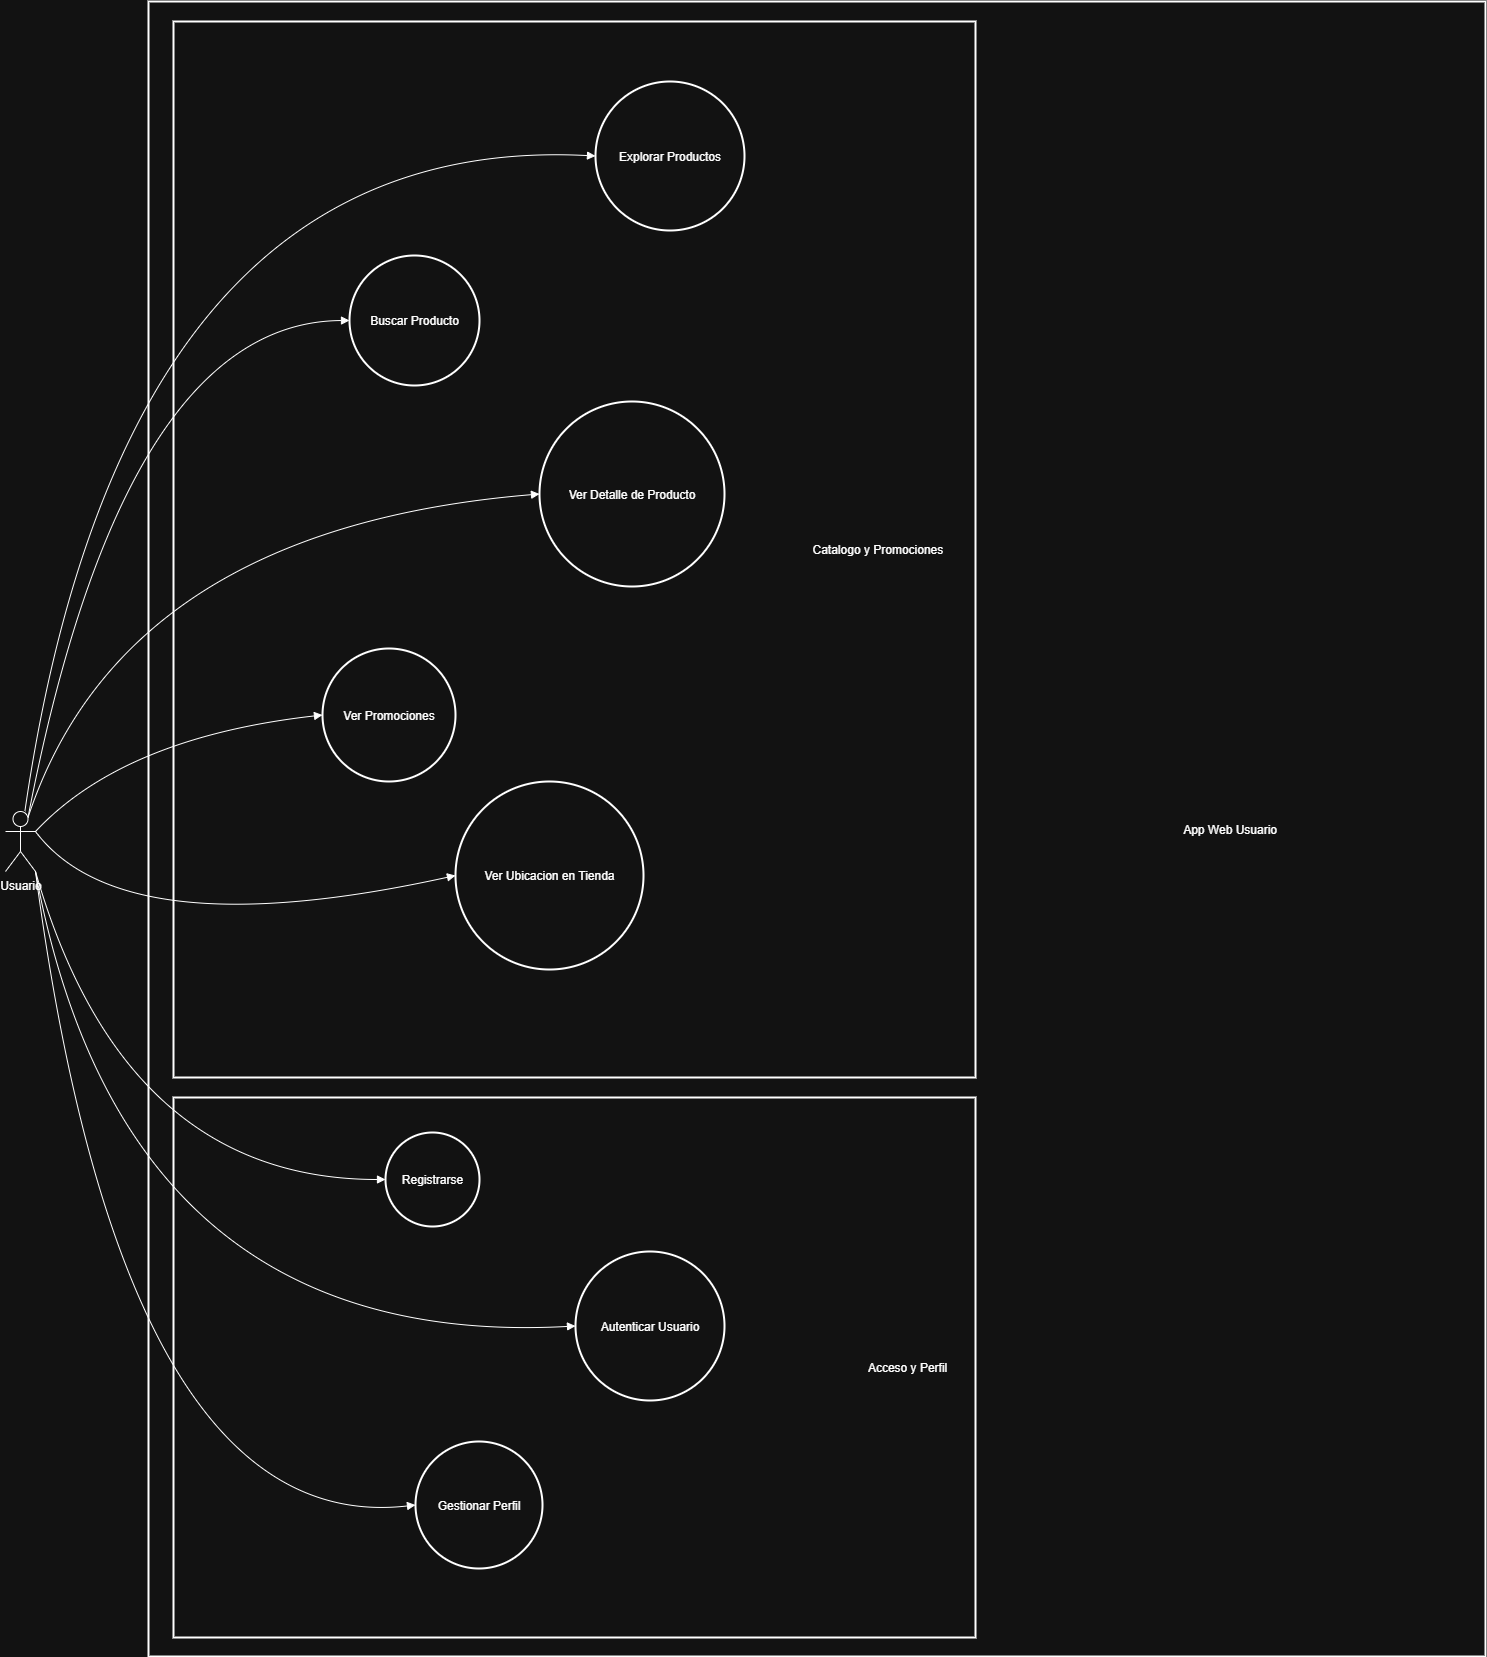 Explorar Productos
Buscar Producto
Ver Detalle de Producto
Catalogo y Promociones
Ver Promociones
App Web Usuario
Ver Ubicacion en Tienda
Usuario
Registrarse
Autenticar Usuario
Acceso y Perfil
Gestionar Perfil